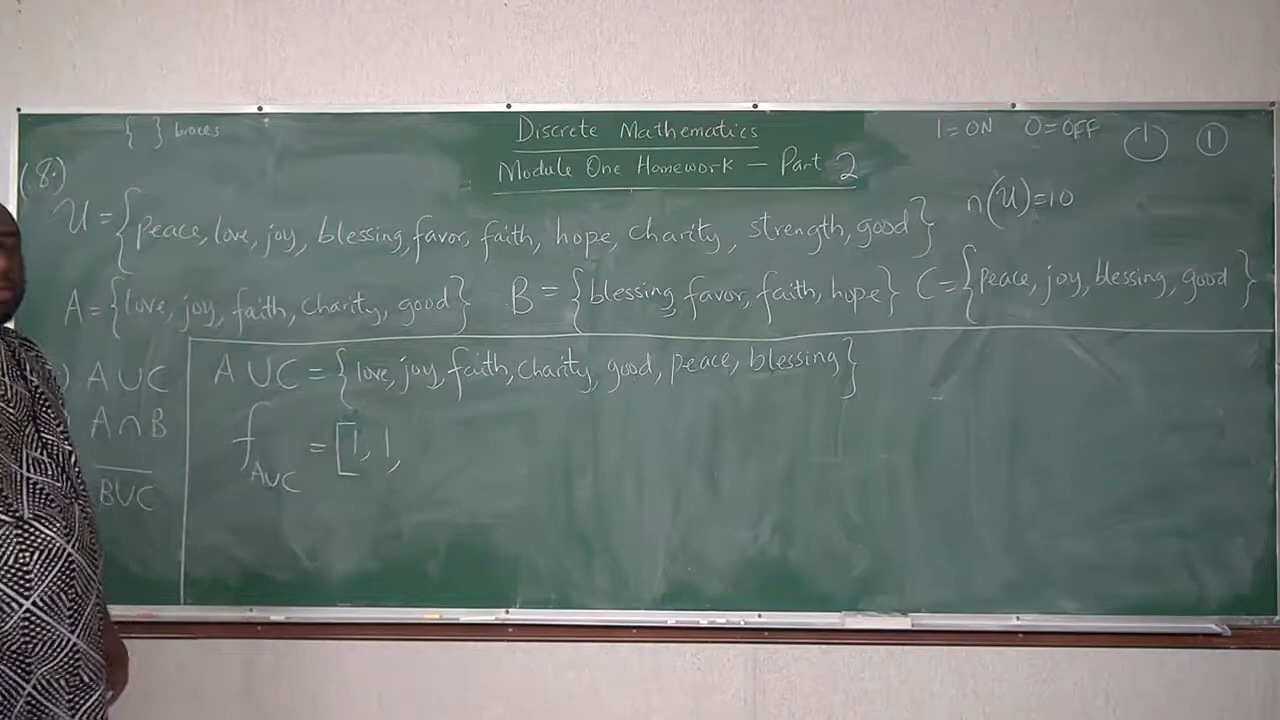 { } braces
Discrete Mathematics
1=ON 0=OFF
Module One Homework – Part 2
(8.)
U = {peace, love, joy, blessing, favor, faith, hope, charity, strength, good}
n(U)=10
A = {love, joy, faith, charity, good} B = {blessing, favor, faith, hope} C = {peace, joy, blessing, good}
) A∪C
A∩B
B̅∪̅C̅
A∪C = {love, joy, faith, charity, good, peace, blessing}
f_A∪C = [1, 1,